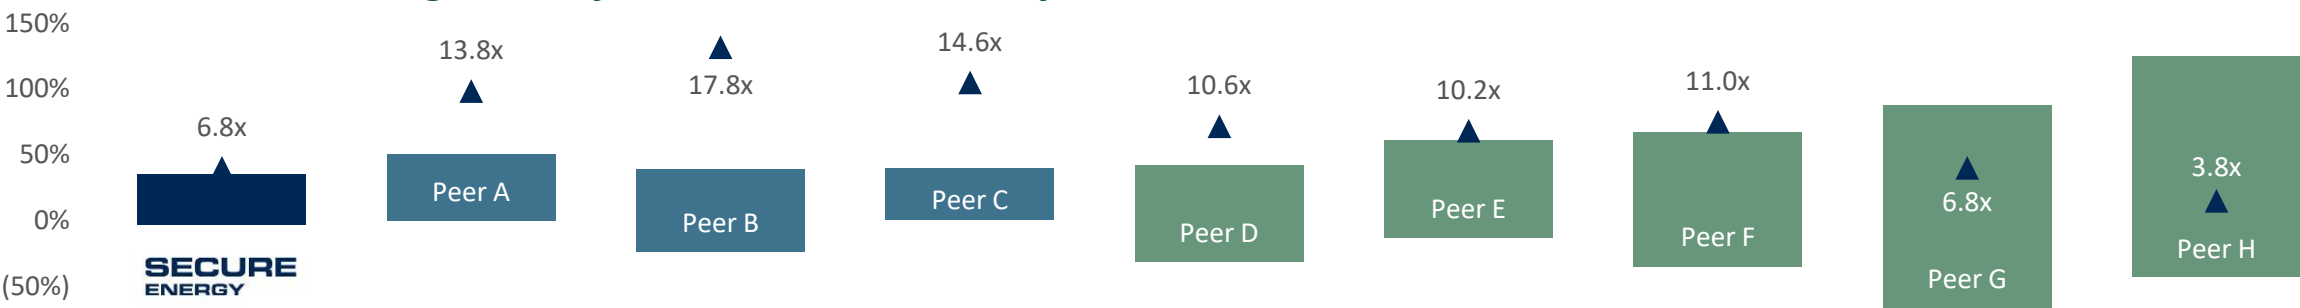 150%
100%
50%
0%
(50%)
6.8x
13.8x
17.8x
14.6x
10.6x
10.2x
11.0x
6.8x
3.8x
Peer A
Peer B
Peer C
Peer D
Peer E
Peer F
Peer G
Peer H
SECURE
ENERGY